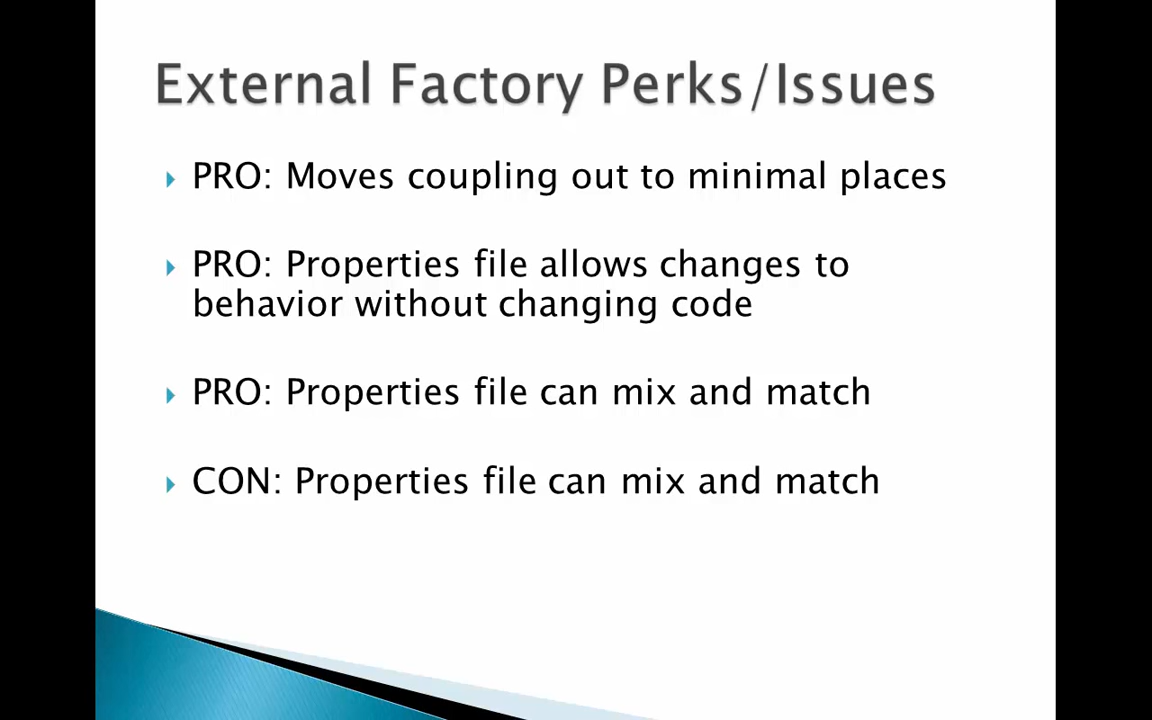 External Factory Perks/Issues
PRO: Moves coupling out to minimal places
PRO: Properties file allows changes to
behavior without changing code
PRO: Properties file can mix and match
CON: Properties file can mix and match